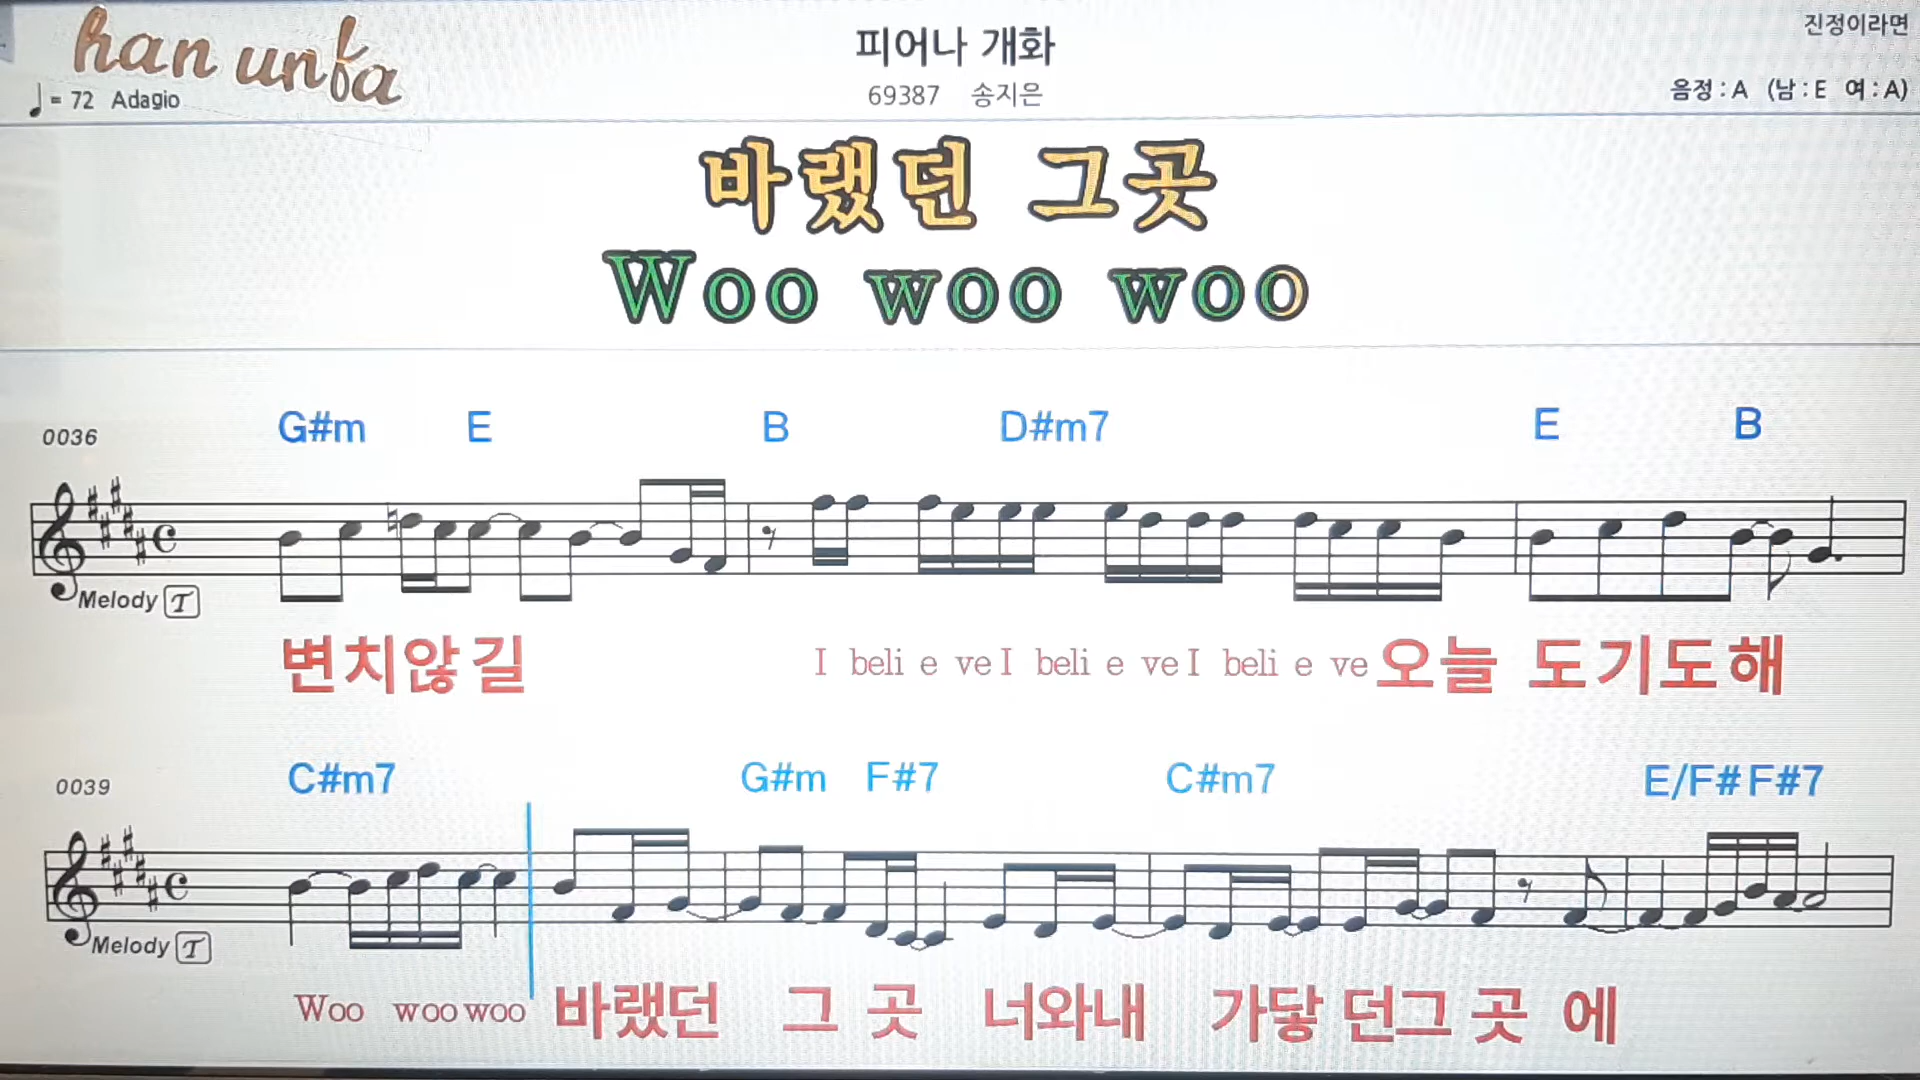 han unfa
피어나 개화
진정이라면
♩= 72 Adagio
69387 송지은
음정 : A (남 : E 여 : A)
바랬던 그곳
Woo woo woo
G#m E B D#m7 E B
0036
Melody T
변치않길 I beli e ve I beli e ve I beli e ve 오늘 도기도해
C#m7 G#m F#7 C#m7 E/F# F#7
0039
Melody T
Woo woo woo 바랬던 그 곳 너와내 가닿 던그 곳 에